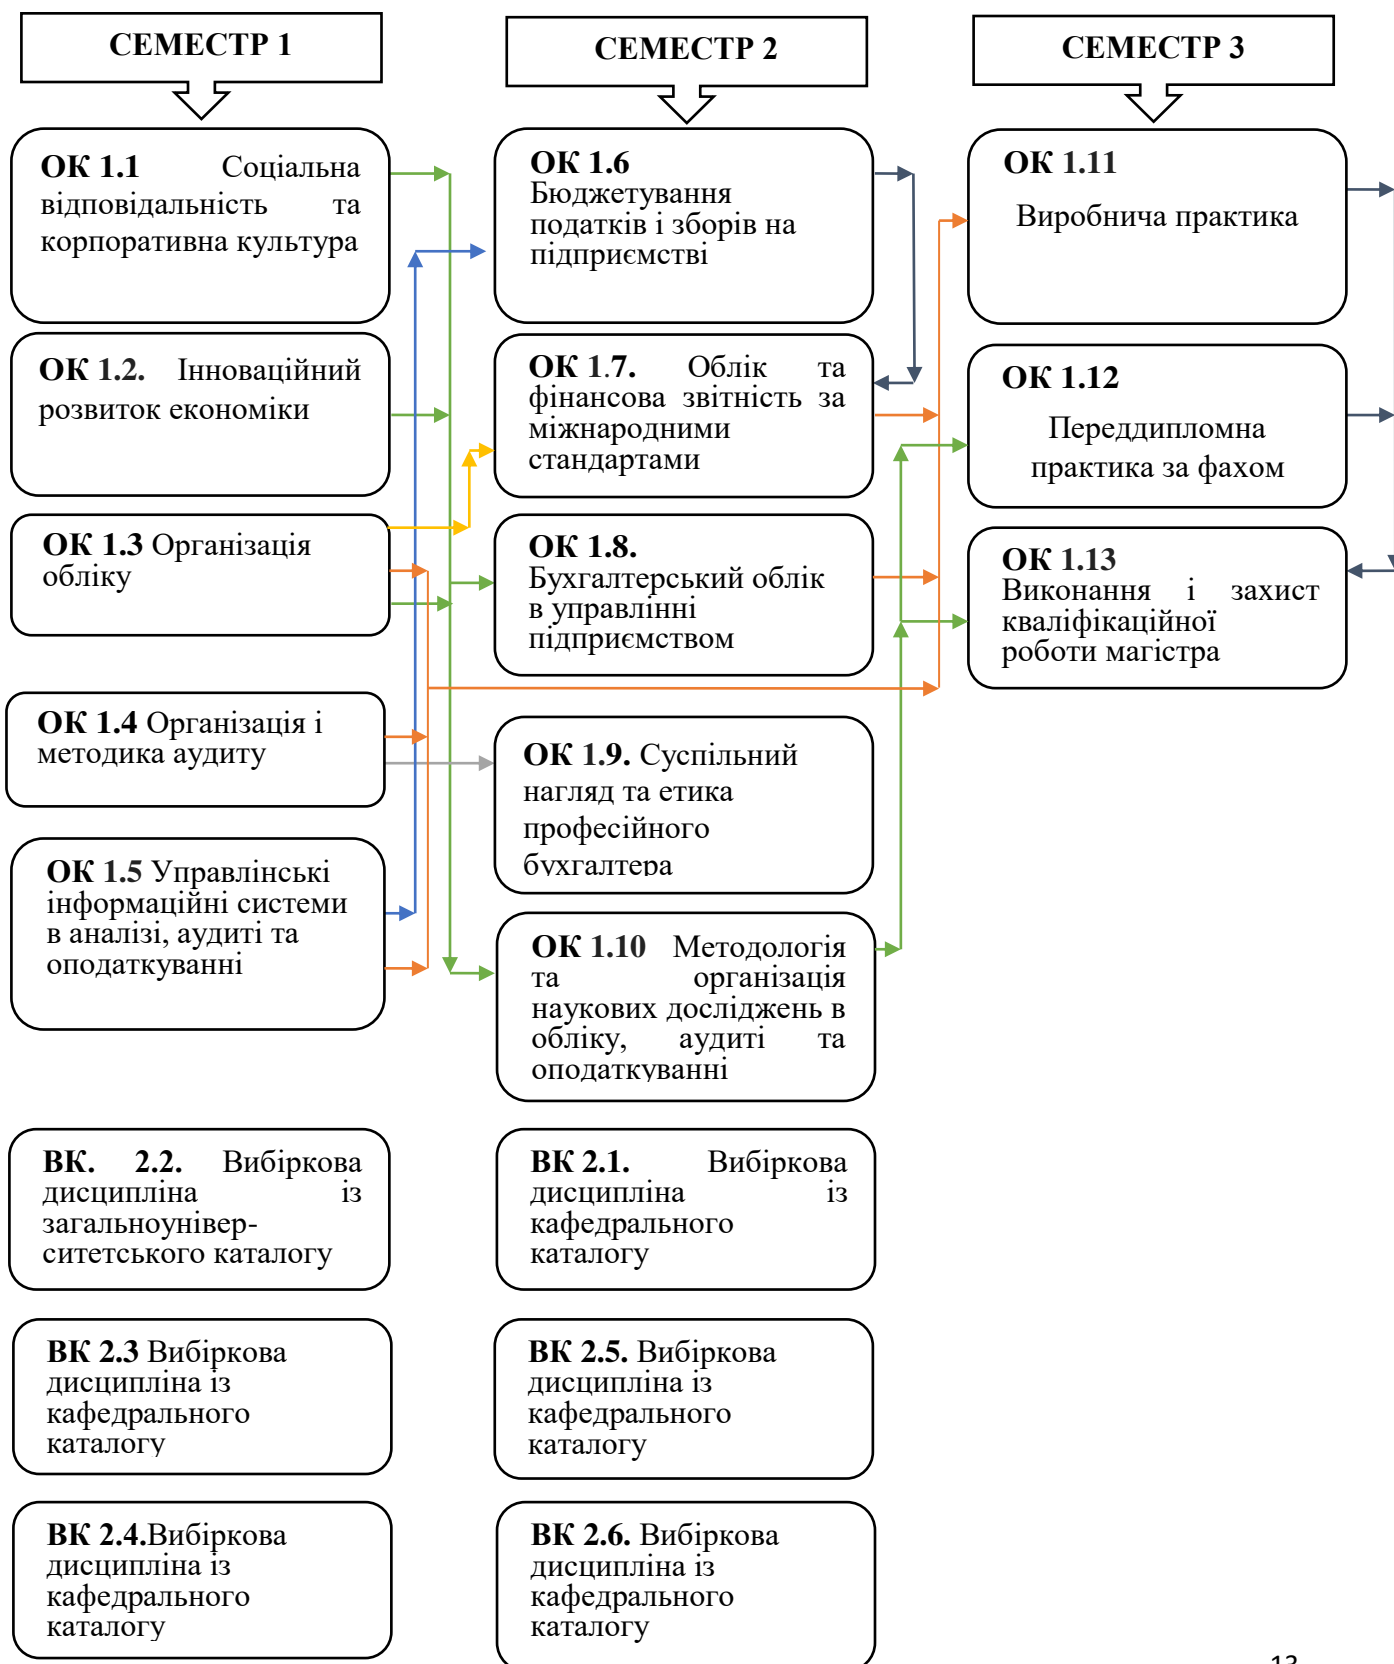 СЕМЕСТР 1
СЕМЕСТР 2
СЕМЕСТР 3
ОК 1.1 Соціальна
відповідальність та
корпоративна культура
ОК 1.2. Інноваційний
розвиток економіки
ОК 1.3 Організація
обліку
ОК 1.4 Організація і
методика аудиту
ОК 1.5 Управлінські
інформаційні системи
в аналізі, аудиті та
оподаткуванні
ВК. 2.2. Вибіркова
дисципліна із
загальноунівер-
ситетського каталогу
ВК 2.3 Вибіркова
дисципліна із
кафедрального
каталогу
ВК 2.4.Вибіркова
дисципліна із
кафедрального
каталогу
ОК 1.6
Бюджетування
податків і зборів на
підприємстві
ОК 1.7. Облік та
фінансова звітність за
міжнародними
стандартами
ОК 1.8.
Бухгалтерський облік
в управлінні
підприємством
ОК 1.9. Суспільний
нагляд та етика
професійного
бухгалтера
ОК 1.10 Методологія
та організація
наукових досліджень в
обліку, аудиті та
оподаткуванні
ВК 2.1. Вибіркова
дисципліна із
кафедрального
каталогу
ВК 2.5. Вибіркова
дисципліна із
кафедрального
каталогу
ВК 2.6. Вибіркова
дисципліна із
кафедрального
каталогу
ОК 1.11
Виробнича практика
ОК 1.12
Переддипломна
практика за фахом
ОК 1.13
Виконання і захист
кваліфікаційної
роботи магістра
13